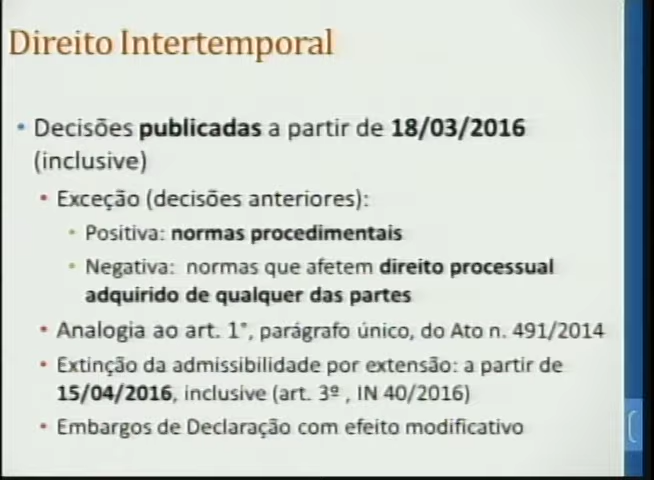 Direito Intertemporal
• Decisões publicadas a partir de 18/03/2016
(inclusive)
• Exceção (decisões anteriores):
• Positiva: normas procedimentais
• Negativa: normas que afetem direito processual
adquirido de qualquer das partes
• Analogia ao art. 1°, parágrafo único, do Ato n. 491/2014
• Extinção da admissibilidade por extensão: a partir de
15/04/2016, inclusive (art. 3º , IN 40/2016)
• Embargos de Declaração com efeito modificativo